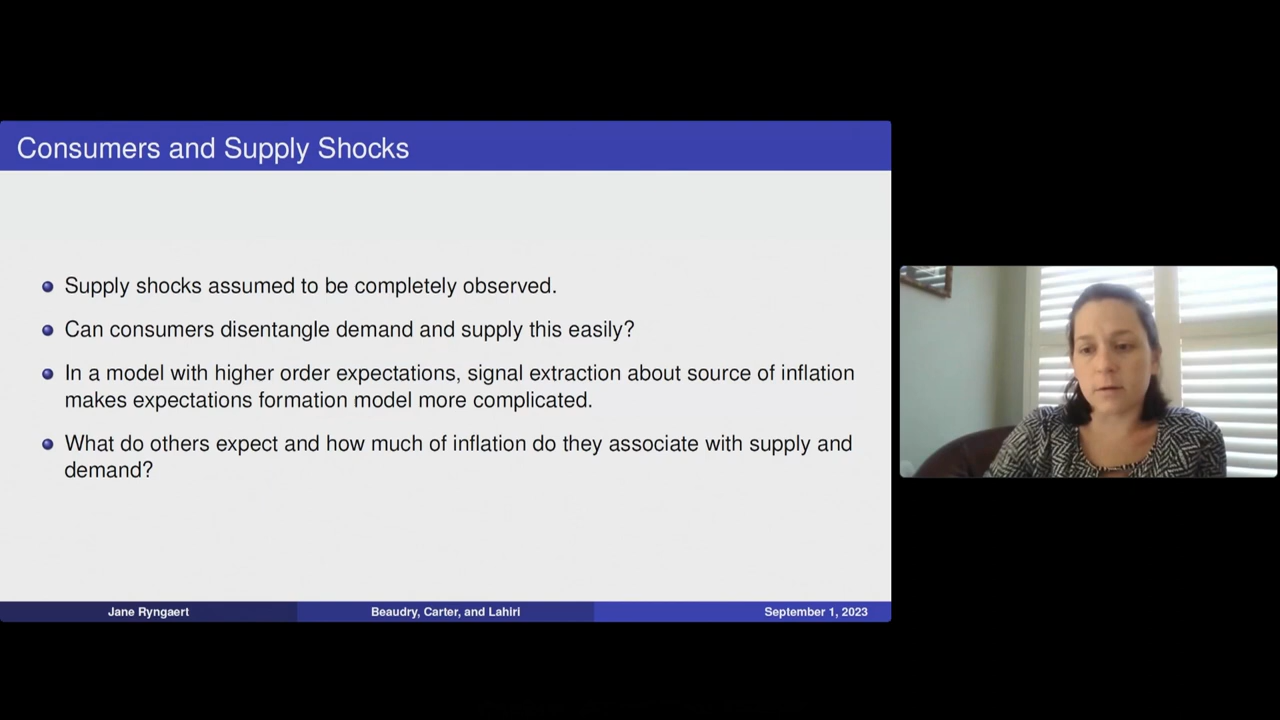 Consumers and Supply Shocks
Supply shocks assumed to be completely observed.
Can consumers disentangle demand and supply this easily?
In a model with higher order expectations, signal extraction about source of inflation
makes expectations formation model more complicated.
What do others expect and how much of inflation do they associate with supply and
demand?
Jane Ryngaert
Beaudry, Carter, and Lahiri
September 1, 2023